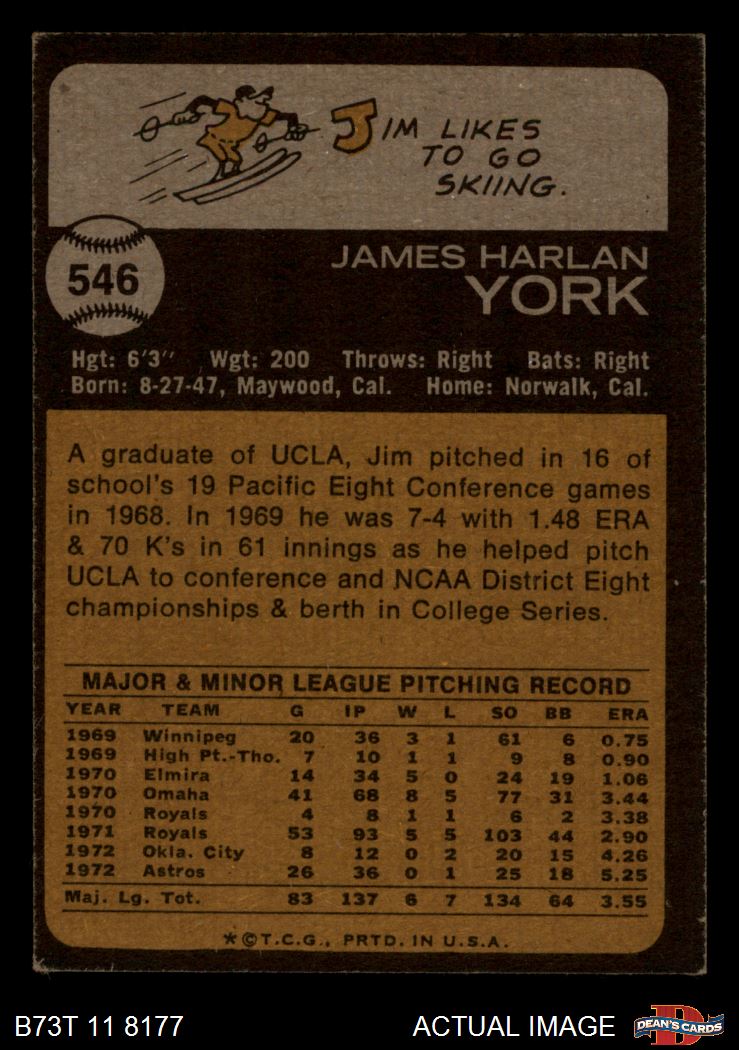 JIM LIKES
TO GO
SKIING.
546
JAMES HARLAN
YORK
Hgt: 6'3" Wgt: 200 Throws: Right Bats: Right
Born: 8-27-47, Maywood, Cal. Home: Norwalk, Cal.
A graduate of UCLA, Jim pitched in 16 of
school's 19 Pacific Eight Conference games
in 1968. In 1969 he was 7-4 with 1.48 ERA
& 70 K's in 61 innings as he helped pitch
UCLA to conference and NCAA District Eight
championships & berth in College Series.
MAJOR & MINOR LEAGUE PITCHING RECORD
YEAR TEAM G IP W L SO BB ERA
1969 Winnipeg 20 36 3 1 61 6 0.75
1969 High Pt.-Tho. 7 10 1 1 9 8 0.90
1970 Elmira 14 34 5 0 24 19 1.06
1970 Omaha 41 68 8 5 77 31 3.44
1970 Royals 4 8 1 1 6 2 3.38
1971 Royals 53 93 5 5 103 44 2.90
1972 Okla. City 8 12 0 2 20 15 4.26
1972 Astros 26 36 0 1 25 18 5.25
Maj. Lg. Tot. 83 137 6 7 134 64 3.55
*©T.C.G., PRTD. IN U.S.A.
B73T 11 8177 ACTUAL IMAGE D DEAN'S CARDS